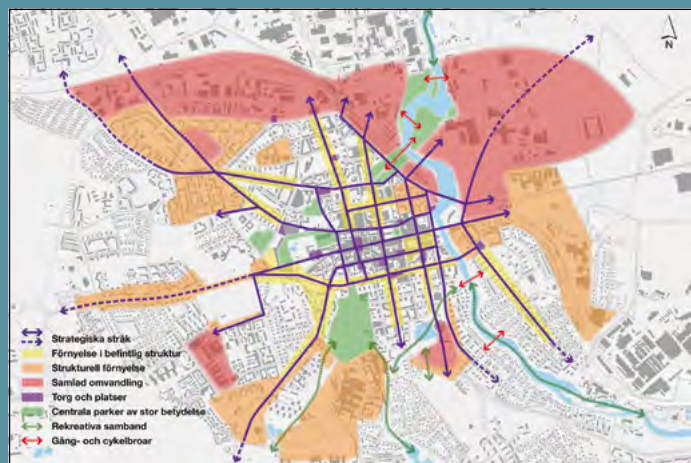 N
Strategiska stråk
Förnyelse i befintlig struktur
Strukturell förnyelse
Samlad omvandling
Torg och platser
Centrala parker av stor betydelse
Rekreativa samband
Gång- och cykelbroar